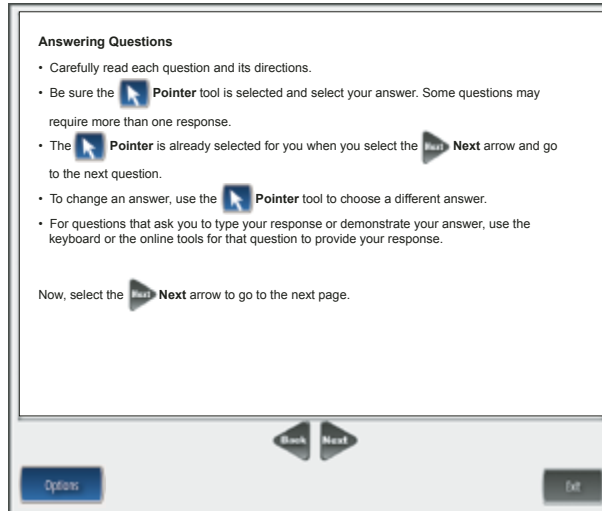 Answering Questions
• Carefully read each question and its directions.
• Be sure the Pointer tool is selected and select your answer. Some questions may
require more than one response.
• The Pointer is already selected for you when you select the Next Next arrow and go
to the next question.
• To change an answer, use the Pointer tool to choose a different answer.
• For questions that ask you to type your response or demonstrate your answer, use the
keyboard or the online tools for that question to provide your response.
Now, select the Next Next arrow to go to the next page.
Back Next
Options Exit